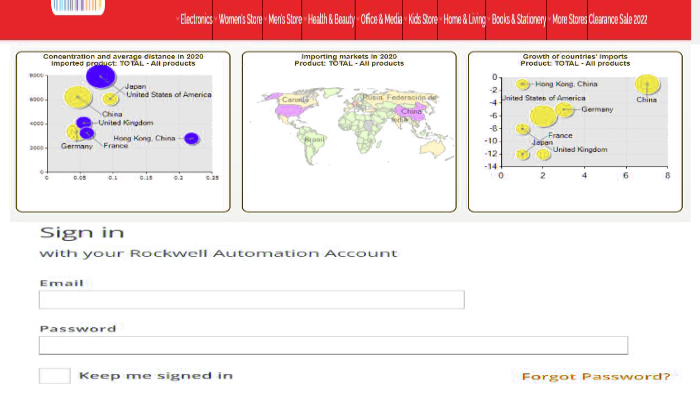 Electronics Women's Store Men's Store Health & Beauty Office & Media Kids Store Home & Living Books & Stationery More Stores Clearance Sale 2022
Concentration and average distance in 2020
Imported product: TOTAL - All products
8000
6000
4000
2000
0
0
0.05
0.1
0.15
0.2
0.25
Japan
United States of America
China
United Kingdom
Hong Kong, China
Germany
France
Importing markets in 2020
Product: TOTAL - All products
Canada
Rusia, Federación de
China
India
Brasil
Growth of countries' imports
Product: TOTAL - All products
0
-2
-4
-6
-8
-10
-12
-14
0
2
4
6
8
Hong Kong, China
China
United States of America
Germany
France
Japan
United Kingdom
Sign in
with your Rockwell Automation Account
Email
Password
Keep me signed in
Forgot Password?